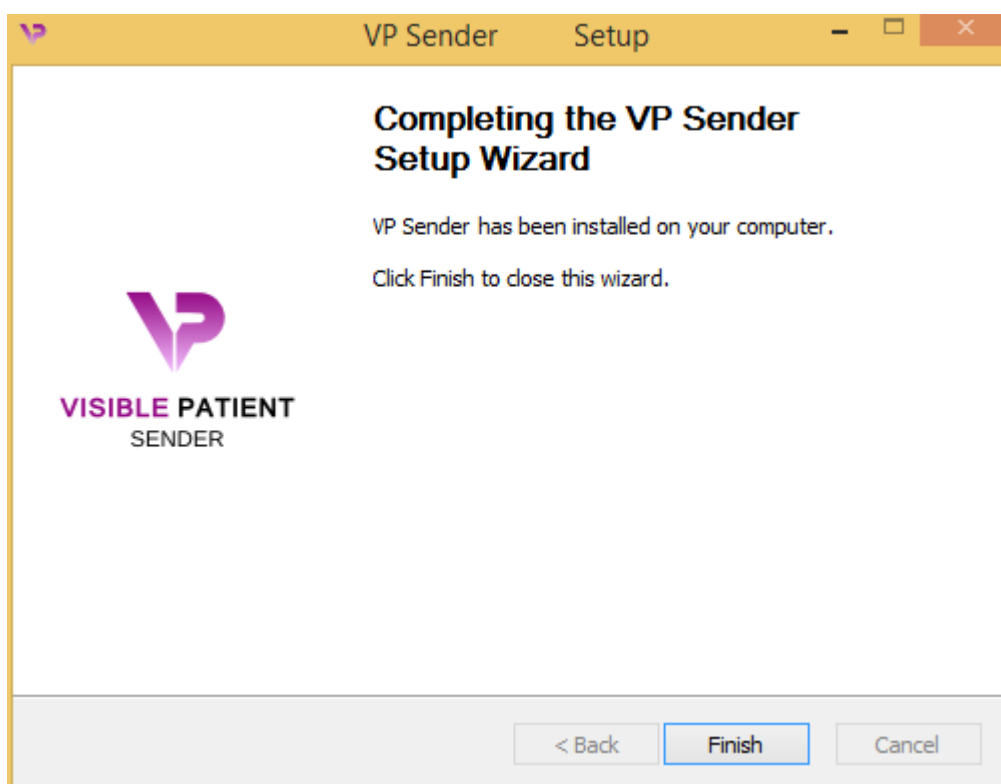 VP Sender Setup
Completing the VP Sender
Setup Wizard
VP Sender has been installed on your computer.
Click Finish to close this wizard.
VP
VISIBLE PATIENT
SENDER
< Back Finish Cancel